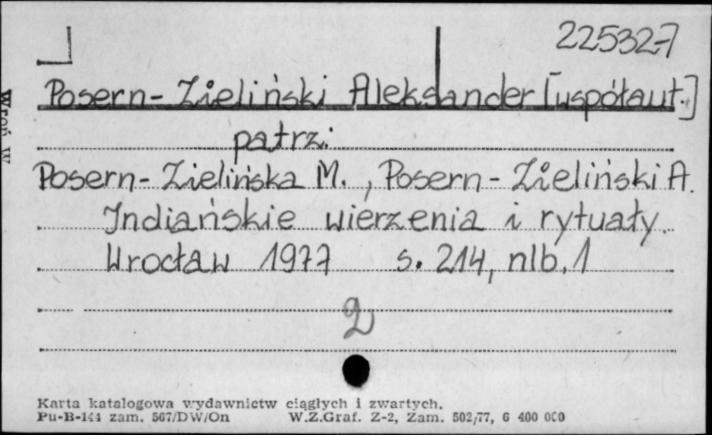 225327
Posern-Zieliński Aleksander [współaut.]
patrz:
Posern-Zielińska M., Posern-Zieliński A.
Indiańskie wierzenia i rytuały.
Wrocław 1977 s. 214, nlb. 1
2
Karta katalogowa wydawnictw ciągłych i zwartych.
Pu-B-144 zam. 567/DW/On W.Z.Graf. Z-2, Zam. 502/77, 6 400 000